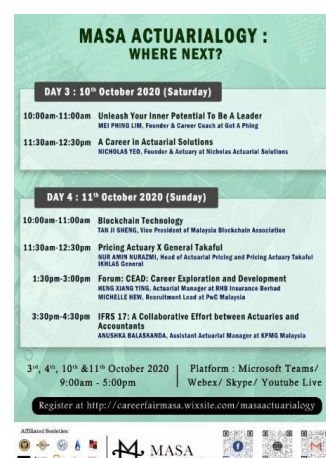 MASA ACTUARIALOGY :
WHERE NEXT?
DAY 3 : 10th October 2020 (Saturday)
10:00am-11:00am Unleash Your Inner Potential To Be A Leader
MEI PHING LIM, Founder & Career Coach at Got A Phing
11:30am-12:30pm A Career in Actuarial Solutions
NICHOLAS YEO, Founder & Actuary at Nicholas Actuarial Solutions
DAY 4 : 11th October 2020 (Sunday)
10:00am-11:00am Blockchain Technology
TAN JI SHENG, Vice President of Malaysia Blockchain Association
11:30am-12:30pm Pricing Actuary X General Takaful
NUR AMIN NURAZMI, Head of Actuarial Pricing and Pricing Actuary Takaful
IKHLAS General
1:30pm-3:00pm Forum: CEAD: Career Exploration and Development
HENG XIANG YING, Actuarial Manager at RHB Insurance Berhad
MICHELLE HEW, Recruitment Lead at PwC Malaysia
3:30pm-4:30pm IFRS 17: A Collaborative Effort between Actuaries and
Accountants
ANUSHKA BALASKANDA, Assistant Actuarial Manager at KPMG Malaysia
3rd, 4th, 10th &11th October 2020
9:00am - 5:00pm
Platform : Microsoft Teams/
Webex/ Skype/ Youtube Live
Register at http://careerfairmasa.wixsite.com/masaactuarialogy
Affiliated Societies:
MASA